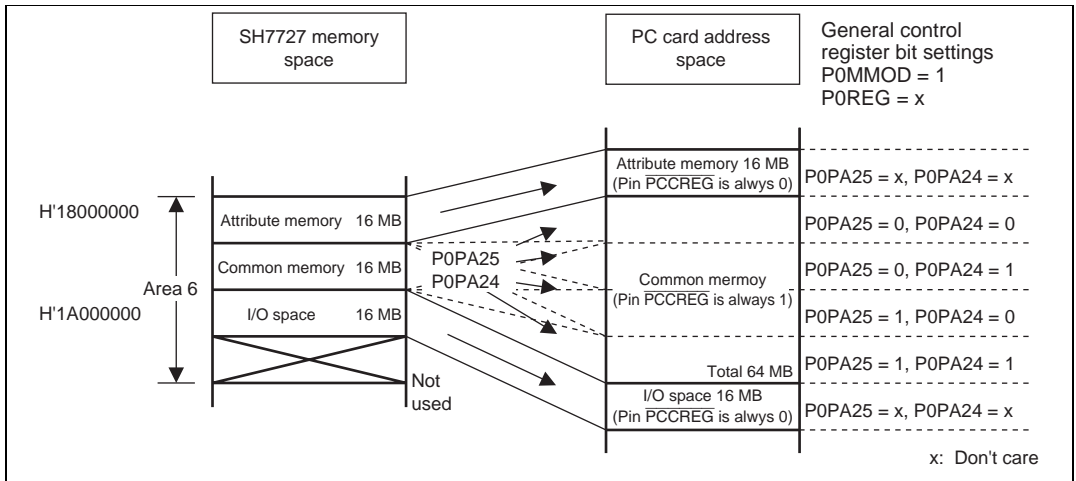 SH7727 memory
space
PC card address
space
General control
register bit settings
P0MMOD = 1
P0REG = x
H'18000000
Area 6
H'1A000000
Attribute memory 16 MB
Common memory 16 MB
I/O space 16 MB
Not
used
P0PA25
P0PA24
Attribute memory 16 MB
(Pin PCCREG is alwys 0)
Common mermoy
(Pin PCCREG is always 1)
Total 64 MB
I/O space 16 MB
(Pin PCCREG is alwys 0)
P0PA25 = x, P0PA24 = x
P0PA25 = 0, P0PA24 = 0
P0PA25 = 0, P0PA24 = 1
P0PA25 = 1, P0PA24 = 0
P0PA25 = 1, P0PA24 = 1
P0PA25 = x, P0PA24 = x
x: Don't care